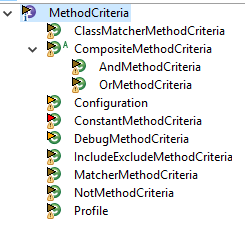 MethodCriteria
ClassMatcherMethodCriteria
CompositeMethodCriteria
AndMethodCriteria
OrMethodCriteria
Configuration
ConstantMethodCriteria
DebugMethodCriteria
IncludeExcludeMethodCriteria
MatcherMethodCriteria
NotMethodCriteria
Profile